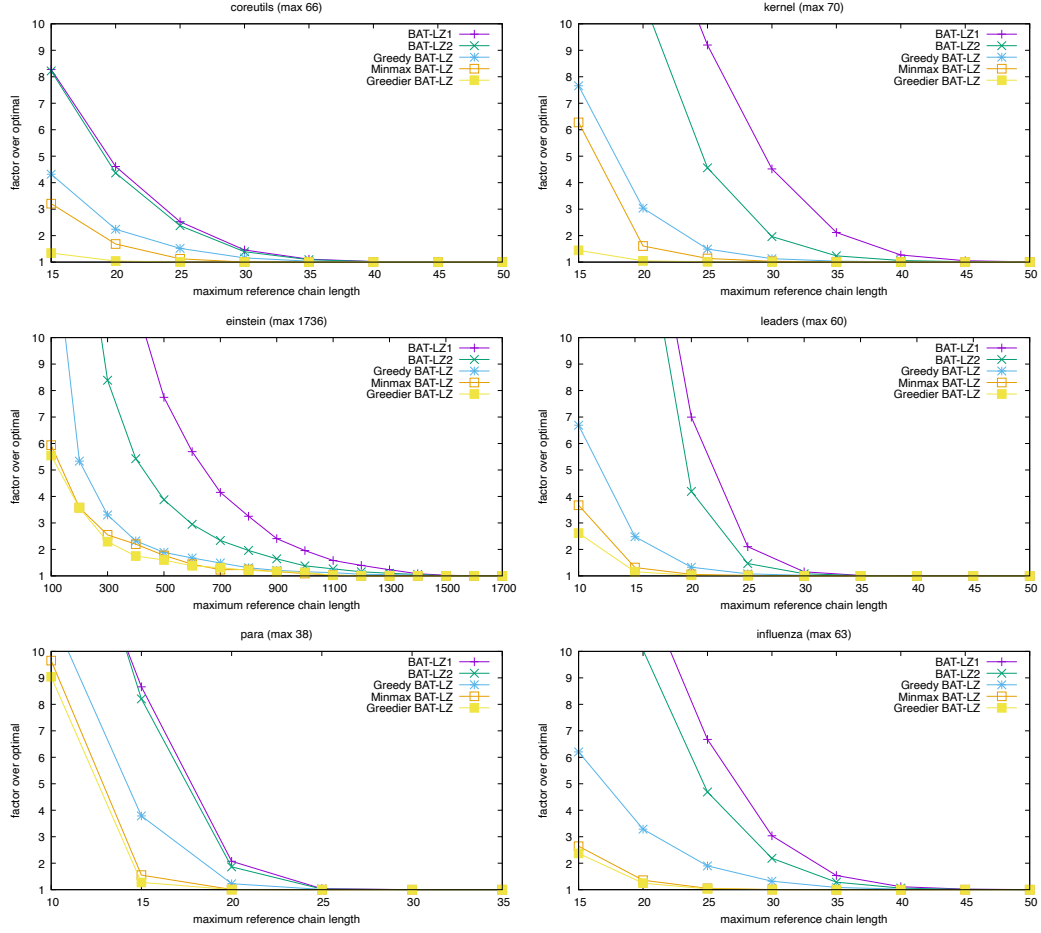 coreutils (max 66)
10
9
8
7
6
5
4
3
2
1
factor over optimal
BAT-LZ1
BAT-LZ2
Greedy BAT-LZ
Minmax BAT-LZ
Greedier BAT-LZ
15 20 25 30 35 40 45 50
maximum reference chain length
kernel (max 70)
10
9
8
7
6
5
4
3
2
1
factor over optimal
BAT-LZ1
BAT-LZ2
Greedy BAT-LZ
Minmax BAT-LZ
Greedier BAT-LZ
15 20 25 30 35 40 45 50
maximum reference chain length
einstein (max 1736)
10
9
8
7
6
5
4
3
2
1
factor over optimal
BAT-LZ1
BAT-LZ2
Greedy BAT-LZ
Minmax BAT-LZ
Greedier BAT-LZ
100 300 500 700 900 1100 1300 1500 1700
maximum reference chain length
leaders (max 60)
10
9
8
7
6
5
4
3
2
1
factor over optimal
BAT-LZ1
BAT-LZ2
Greedy BAT-LZ
Minmax BAT-LZ
Greedier BAT-LZ
10 15 20 25 30 35 40 45 50
maximum reference chain length
para (max 38)
10
9
8
7
6
5
4
3
2
1
factor over optimal
BAT-LZ1
BAT-LZ2
Greedy BAT-LZ
Minmax BAT-LZ
Greedier BAT-LZ
10 15 20 25 30 35
maximum reference chain length
influenza (max 63)
10
9
8
7
6
5
4
3
2
1
factor over optimal
BAT-LZ1
BAT-LZ2
Greedy BAT-LZ
Minmax BAT-LZ
Greedier BAT-LZ
15 20 25 30 35 40 45 50
maximum reference chain length